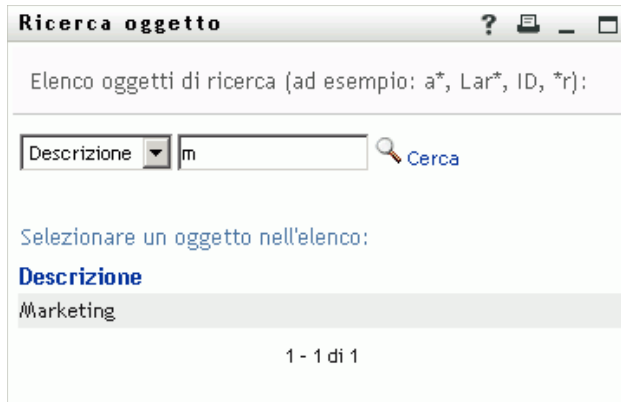 Ricerca oggetto ?
Elenco oggetti di ricerca (ad esempio: a*, Lar*, ID, *r):
Descrizione m Cerca
Selezionare un oggetto nell'elenco:
Descrizione
Marketing
1 - 1 di 1